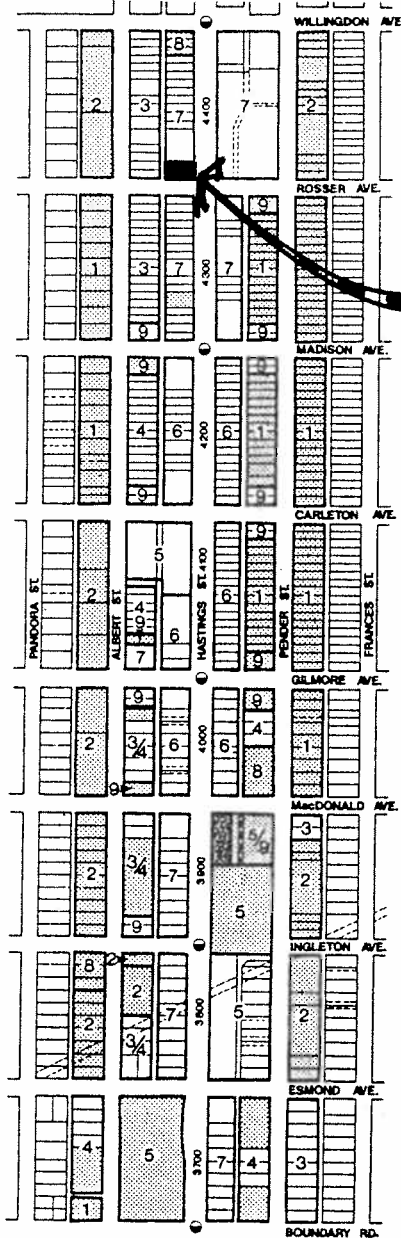 WILLINGDON AVE
8
2 3 7 4400 7 2
ROSSER AVE.
9
1 3 7 4300 7 1
9 9
MADISON AVE.
9 9
1 4 6 4200 6 1 1
9 9
CARLETON AVE.
5 9
PANDORA ST. 2 ALBERT ST. 4 9 7 6 HASTINGS ST. 4100 6 1 PENDER ST. 1 FRANCES ST.
9
GILMORE AVE.
9 9
2 3/4 6 4000 6 4 1
9 8
MacDONALD AVE.
5/9 3
2 3/4 7 3900 5 2
9
INGLETON AVE.
8 2
2 2 7 3800 5 2
3/4
ESMOND AVE.
4 5 3700 7 4 3
1
BOUNDARY RD.